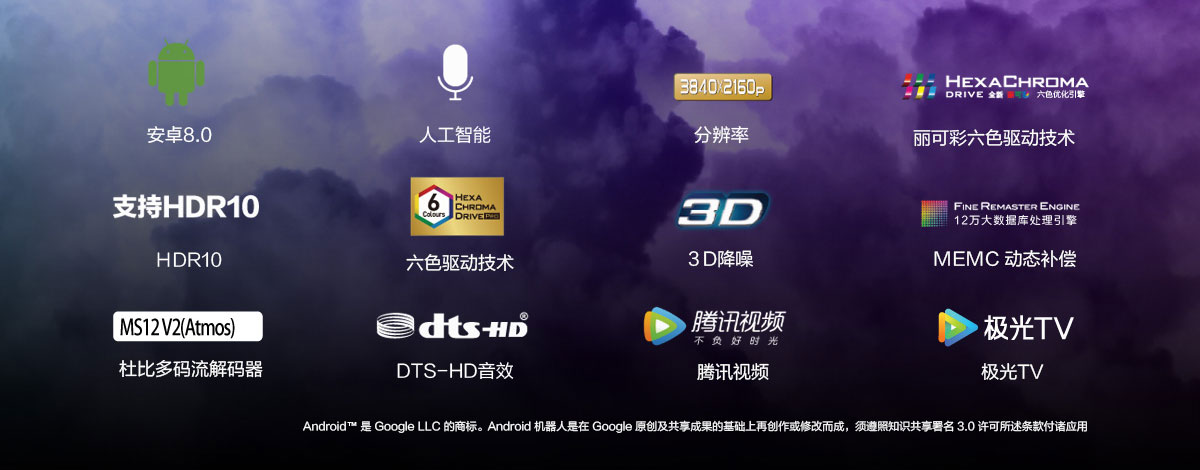 安卓8.0
人工智能
3840X2160p
分辨率
HEXACHROMA
DRIVE 全新 六色优化引擎
丽可彩六色驱动技术
支持HDR10
HDR10
6
Colours
HEXA
CHROMA
DRIVE PRO
六色驱动技术
3D
3D降噪
FINE REMASTER ENGINE
12万大数据库处理引擎
MEMC 动态补偿
MS12 V2(Atmos)
杜比多码流解码器
dts-HD®
DTS-HD音效
腾讯视频
不负好时光
腾讯视频
极光TV
极光TV
Android™ 是 Google LLC 的商标。Android 机器人是在 Google 原创及共享成果的基础上再创作或修改而成，须遵照知识共享署名 3.0 许可所述条款付诸应用